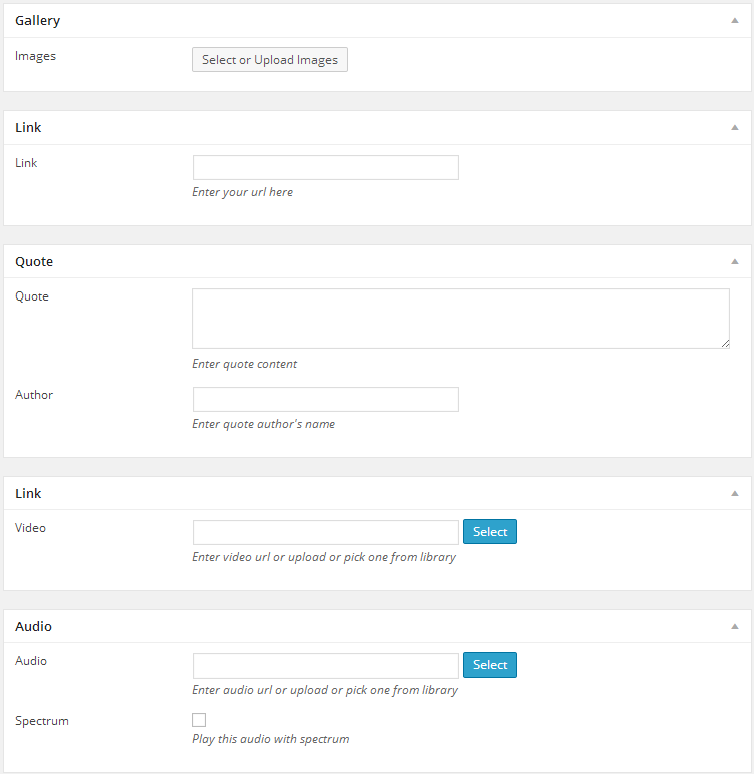 Gallery
Images
Select or Upload Images
Link
Link
Enter your url here
Quote
Quote
Enter quote content
Author
Enter quote author's name
Link
Video
Select
Enter video url or upload or pick one from library
Audio
Audio
Select
Enter audio url or upload or pick one from library
Spectrum
Play this audio with spectrum